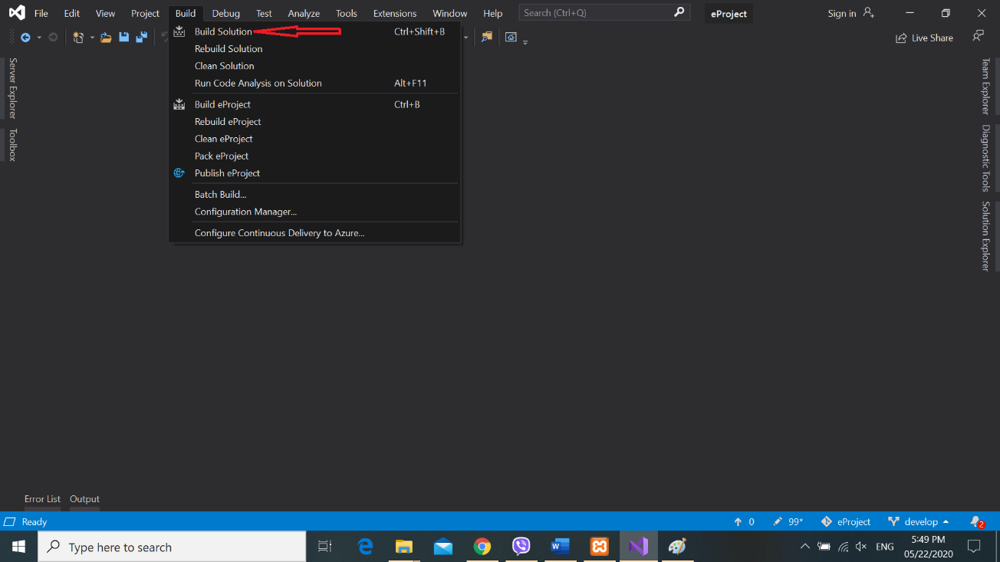 File Edit View Project Build Debug Test Analyze Tools Extensions Window Help Search (Ctrl+Q) eProject Sign in
Live Share
Build Solution Ctrl+Shift+B
Rebuild Solution
Clean Solution
Run Code Analysis on Solution Alt+F11
Build eProject Ctrl+B
Rebuild eProject
Clean eProject
Pack eProject
Publish eProject
Batch Build...
Configuration Manager...
Configure Continuous Delivery to Azure...
Server Explorer
Toolbox
Team Explorer
Diagnostic Tools
Solution Explorer
Error List Output
Ready 0 99* eProject develop 2
Type here to search ENG
5:49 PM
05/22/2020